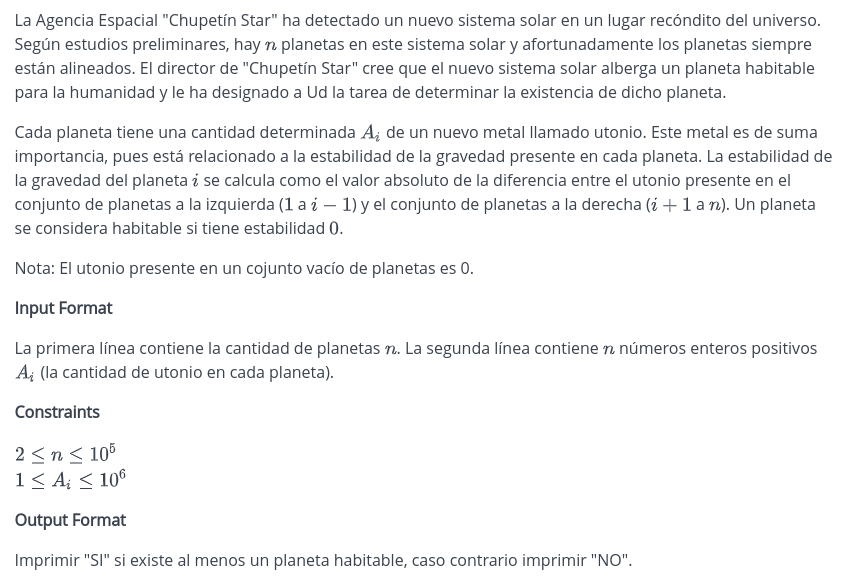 La Agencia Espacial "Chupetín Star" ha detectado un nuevo sistema solar en un lugar recóndito del universo.
Según estudios preliminares, hay n planetas en este sistema solar y afortunadamente los planetas siempre
están alineados. El director de "Chupetín Star" cree que el nuevo sistema solar alberga un planeta habitable
para la humanidad y le ha designado a Ud la tarea de determinar la existencia de dicho planeta.
Cada planeta tiene una cantidad determinada A_i de un nuevo metal llamado utonio. Este metal es de suma
importancia, pues está relacionado a la estabilidad de la gravedad presente en cada planeta. La estabilidad de
la gravedad del planeta i se calcula como el valor absoluto de la diferencia entre el utonio presente en el
conjunto de planetas a la izquierda (1 a i − 1) y el conjunto de planetas a la derecha (i + 1 a n). Un planeta
se considera habitable si tiene estabilidad 0.
Nota: El utonio presente en un cojunto vacío de planetas es 0.
Input Format
La primera línea contiene la cantidad de planetas n. La segunda línea contiene n números enteros positivos
A_i (la cantidad de utonio en cada planeta).
Constraints
2 ≤ n ≤ 10^5
1 ≤ A_i ≤ 10^6
Output Format
Imprimir "SI" si existe al menos un planeta habitable, caso contrario imprimir "NO".